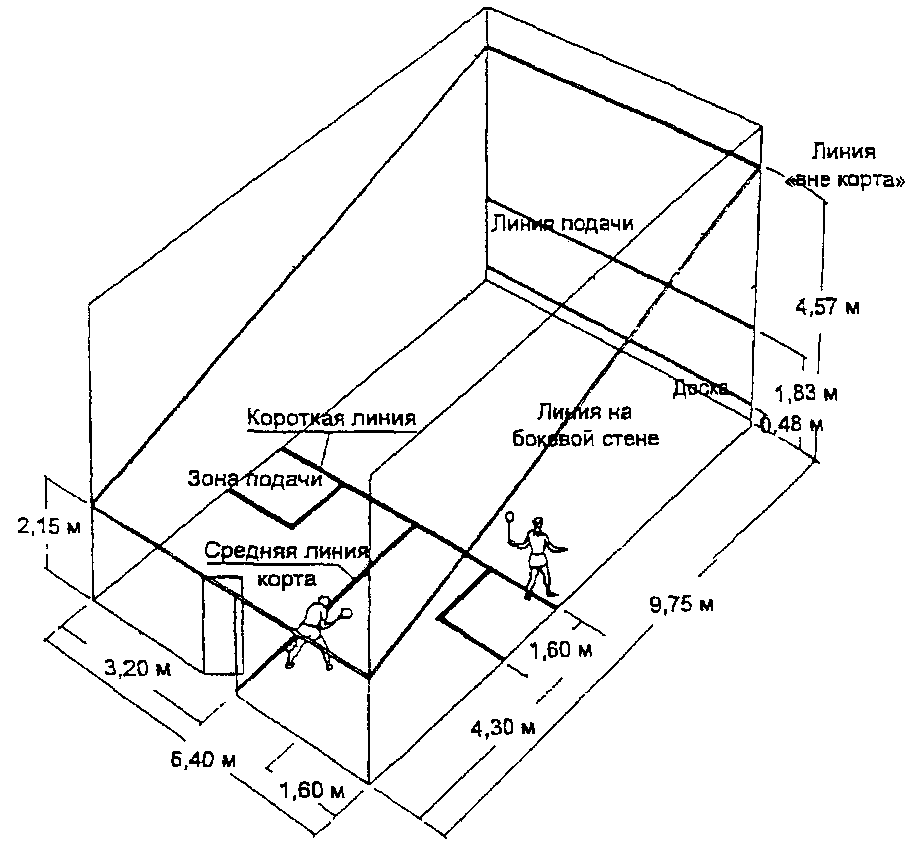 Линия
«вне корта»
Линия подачи
4,57 м
Доска
1,83 м
0,48 м
Линия на
боковой стене
Короткая линия
Зона подачи
2,15 м
Средняя линия
корта
9,75 м
1,60 м
3,20 м
4,30 м
6,40 м
1,60 м